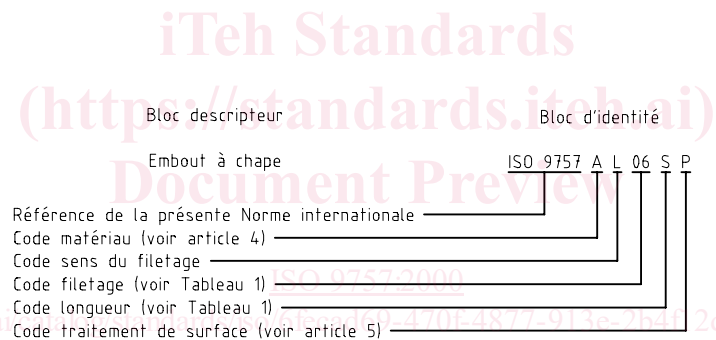 iTeh Standards
(https://standards.iteh.ai)
Document Preview
Bloc descripteur
Bloc d'identité
Embout à chape
ISO 9757 A L 06 S P
Référence de la présente Norme internationale
Code matériau (voir article 4)
Code sens du filetage
Code filetage (voir Tableau 1)
ISO 9757:2000
Code longueur (voir Tableau 1)
Code traitement de surface (voir article 5)